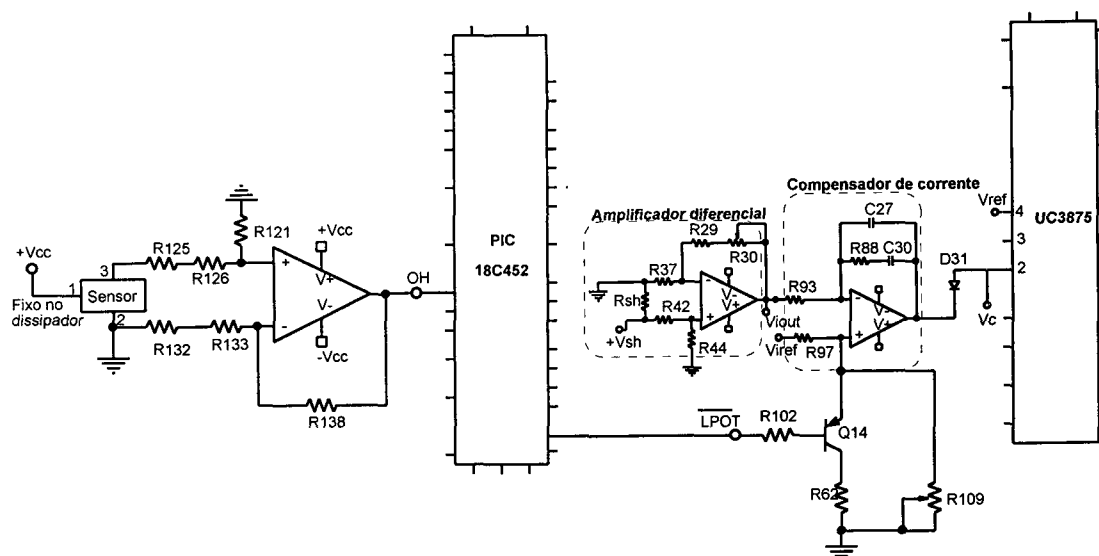 +Vcc
1
Fixo no
dissipador
Sensor
3
2
R125
R126
R121
R132
R133
+
-
V+
V-
+Vcc
-Vcc
R138
OH
PIC
18C452
Amplificador diferencial
R29
R30
R37
Rsh
R42
+Vsh
R44
-
+
V-
V+
Viout
Compensador de corrente
C27
R88
C30
R93
Viref
R97
-
+
V-
V+
D31
Vc
Vref
4
3
2
UC3875
LPOT
R102
Q14
R62
R109